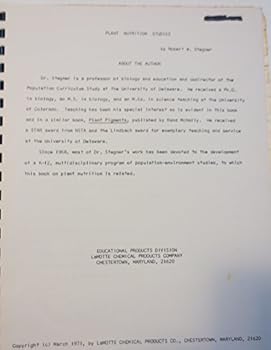 PLANT NUTRITION STUDIES
by Robert W. Stegner
ABOUT THE AUTHOR
Dr. Stegner is a professor of biology and education and codirector of the
Population Curriculum Study at the University of Delaware. He received a Ph.D.
in biology, an M.S. in biology, and an M.Ed. in science teaching at the University
of Colorado. Teaching has been his special interest as is evident in this book
and in a similar book, Plant Pigments, published by Rand McNally. He received
a STAR award from NSTA and the Lindback award for exemplary teaching and service
at the University of Delaware.
Since 1968, most of Dr. Stegner's work has been devoted to the development
of a K-12, multidisciplinary program of population-environment studies, to which
this book on plant nutrition is related.
EDUCATIONAL PRODUCTS DIVISION
LaMOTTE CHEMICAL PRODUCTS COMPANY
CHESTERTOWN, MARYLAND, 21620
Copyright (c) March 1973, by LaMOTTE CHEMICAL PRODUCTS CO., CHESTERTOWN, MARYLAND, 21620